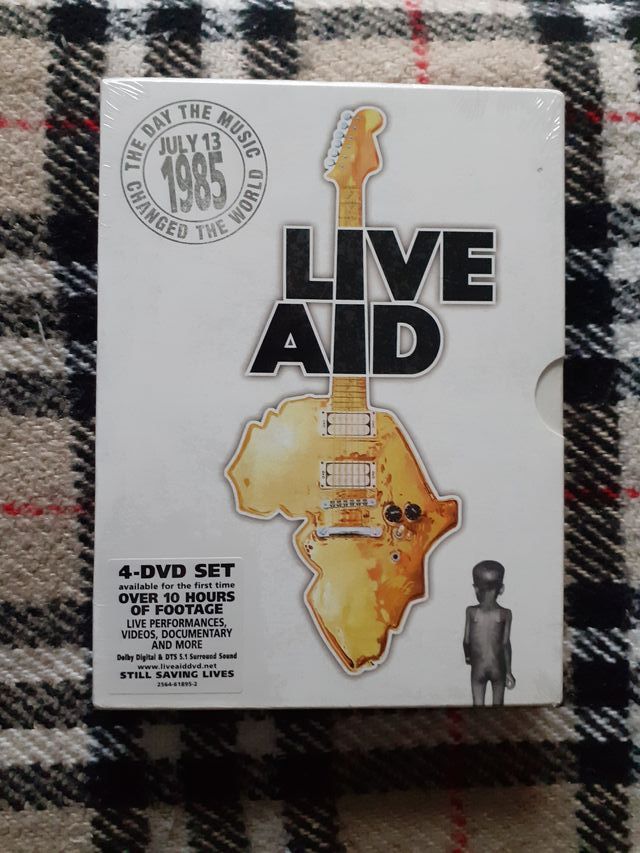 THE DAY THE MUSIC
JULY 13
1985
CHANGED THE WORLD
LIVE
AID
4-DVD SET
available for the first time
OVER 10 HOURS
OF FOOTAGE
LIVE PERFORMANCES,
VIDEOS, DOCUMENTARY
AND MORE
Dolby Digital & DTS 5.1 Surround Sound
www.liveaiddvd.net
STILL SAVING LIVES
2564-61895-2